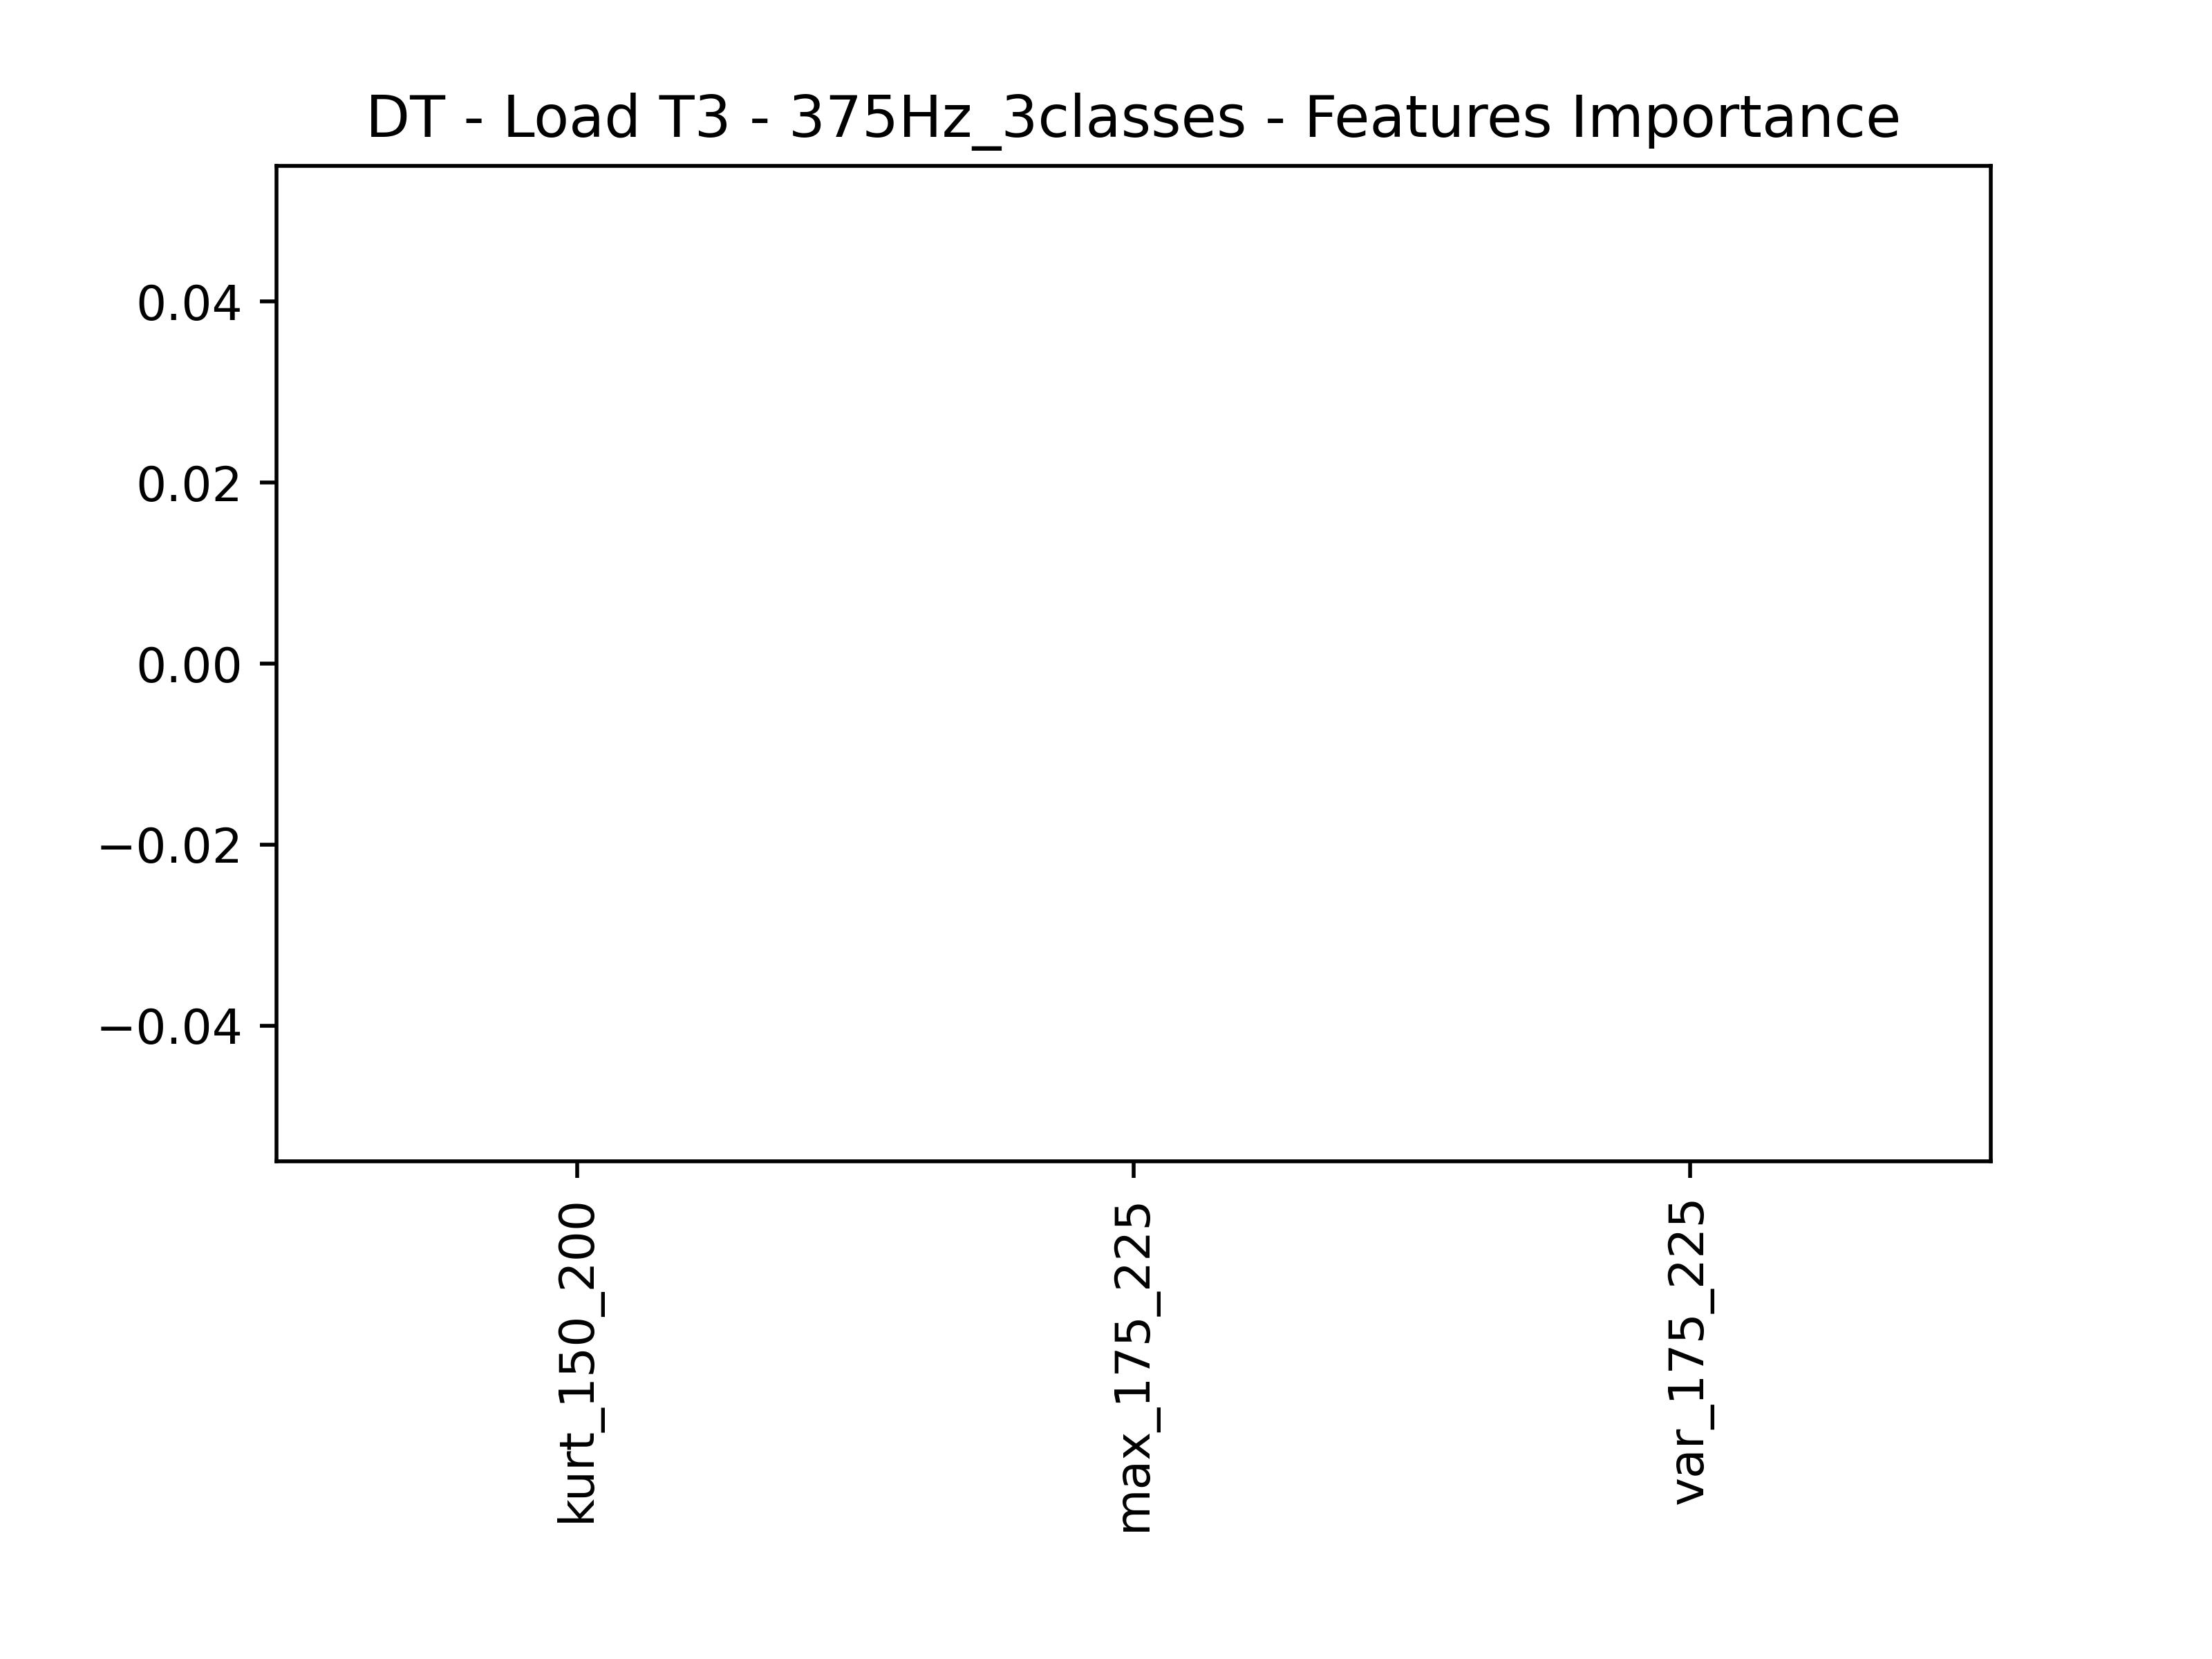 DT - Load T3 - 375Hz_3classes - Features Importance
0.04
0.02
0.00
−0.02
−0.04
kurt_150_200
max_175_225
var_175_225